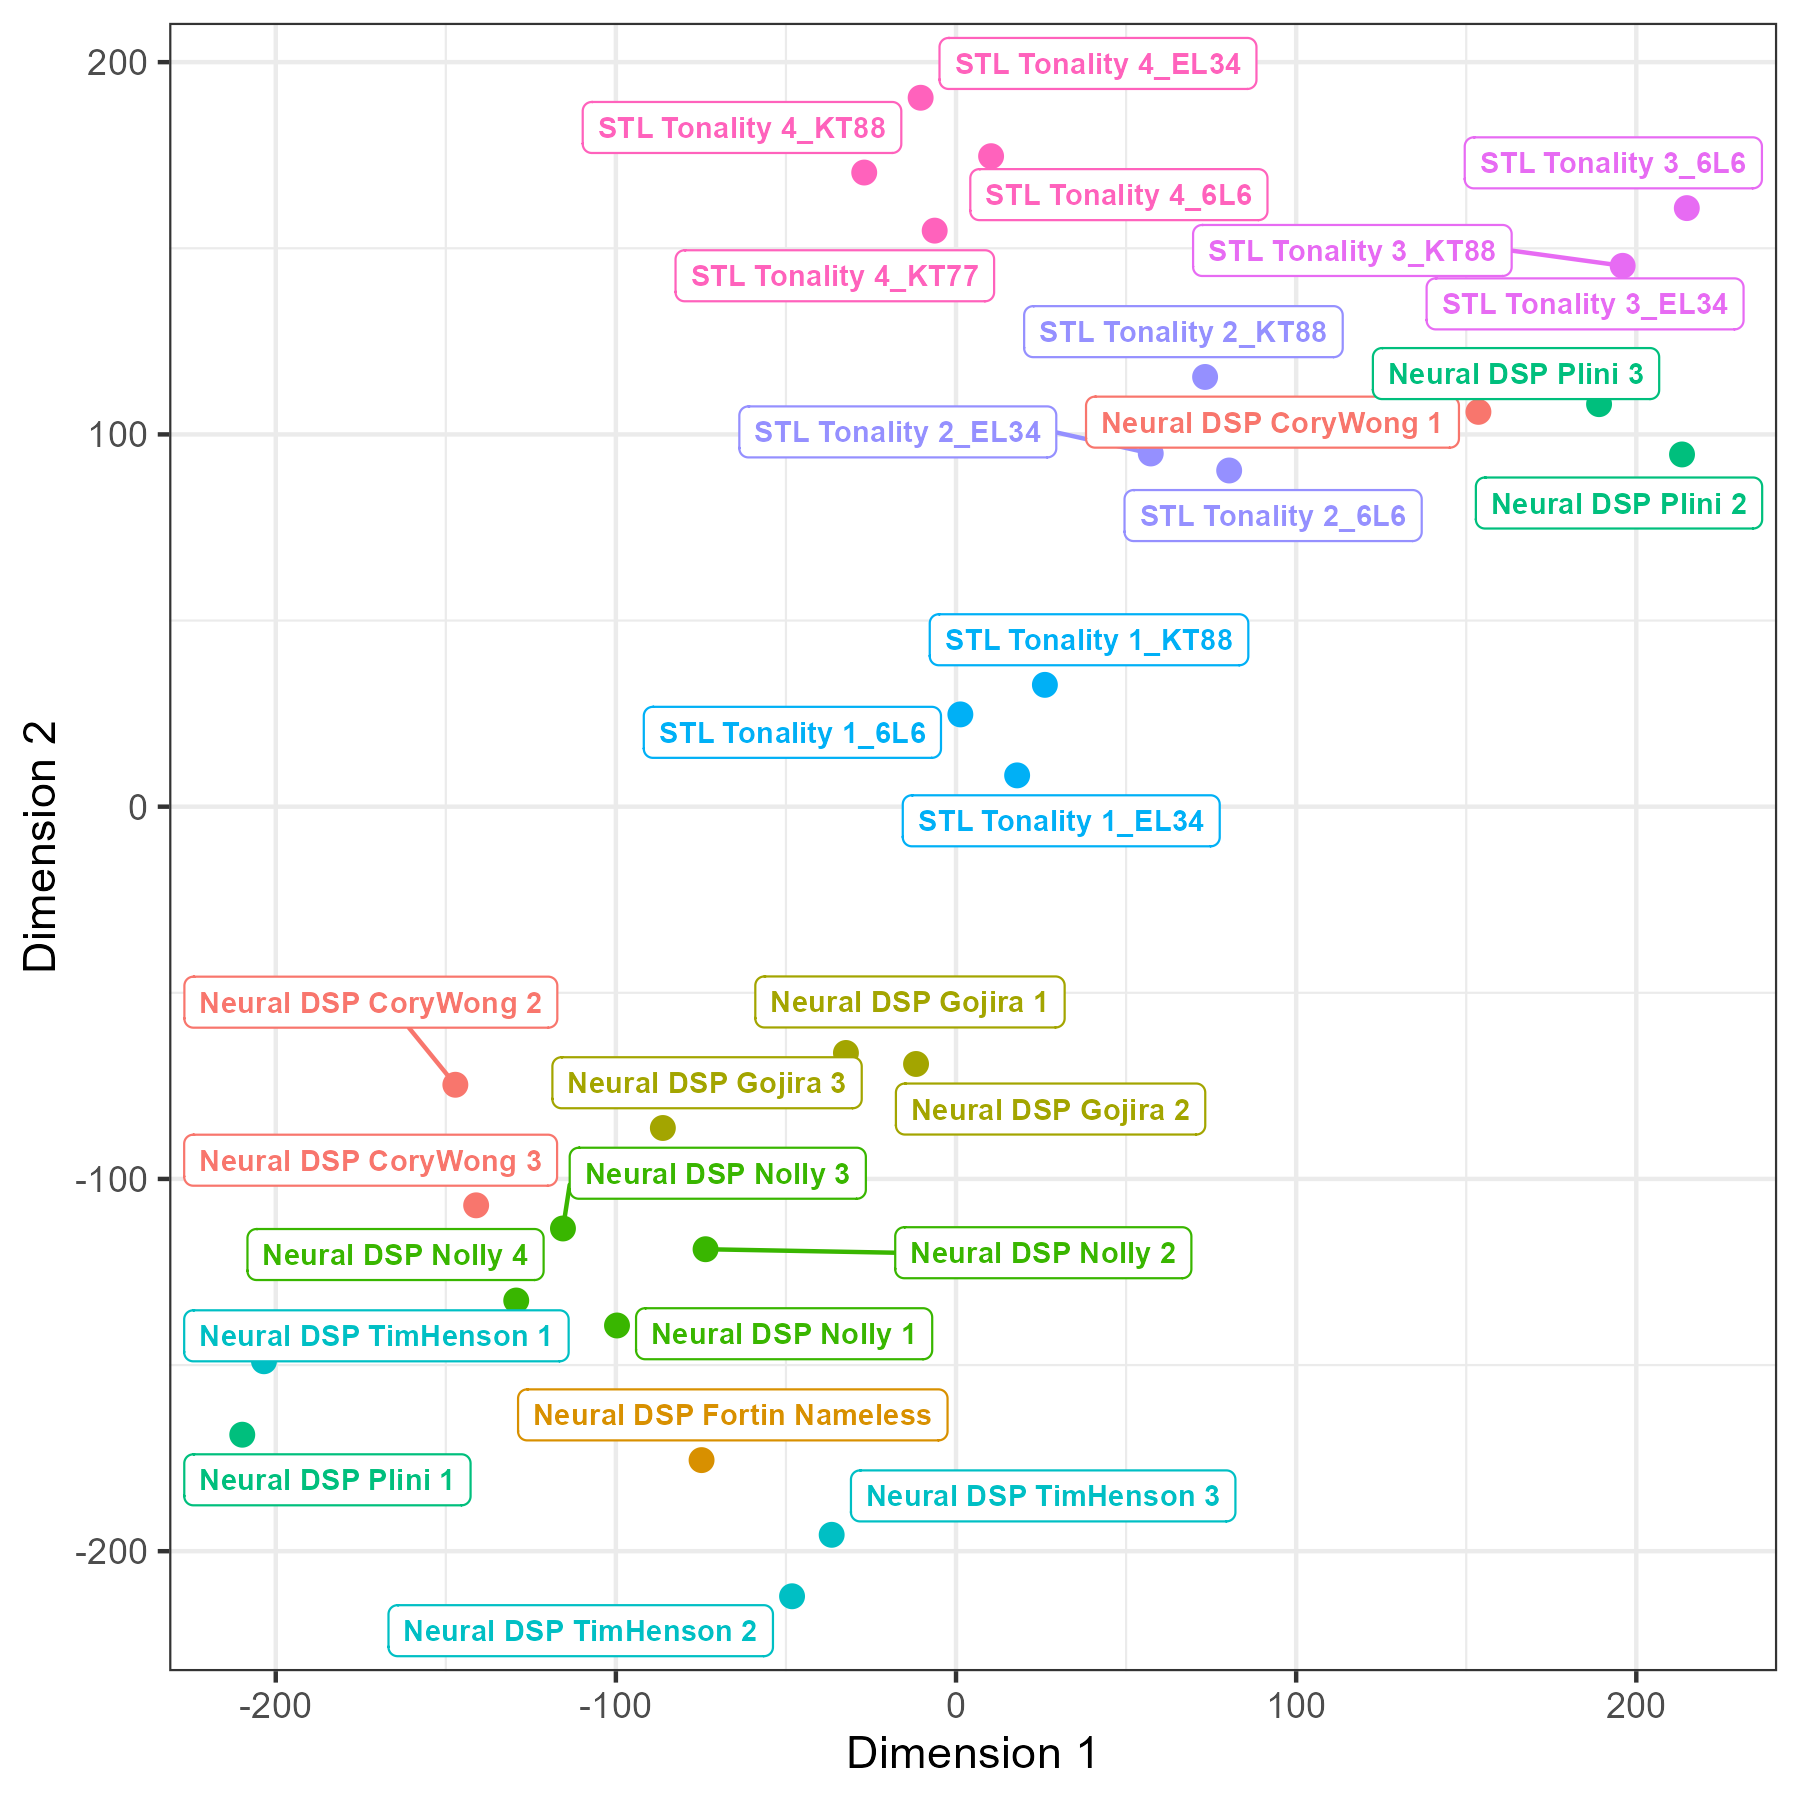 200
STL Tonality 4_EL34
STL Tonality 4_KT88
STL Tonality 3_6L6
STL Tonality 4_6L6
STL Tonality 3_KT88
STL Tonality 4_KT77
STL Tonality 3_EL34
STL Tonality 2_KT88
Neural DSP Plini 3
Neural DSP CoryWong 1
100
STL Tonality 2_EL34
Neural DSP Plini 2
STL Tonality 2_6L6
STL Tonality 1_KT88
STL Tonality 1_6L6
0
STL Tonality 1_EL34
Dimension 2
Neural DSP CoryWong 2
Neural DSP Gojira 1
Neural DSP Gojira 3
Neural DSP Gojira 2
Neural DSP CoryWong 3
Neural DSP Nolly 3
-100
Neural DSP Nolly 4
Neural DSP Nolly 2
Neural DSP TimHenson 1
Neural DSP Nolly 1
Neural DSP Fortin Nameless
Neural DSP Plini 1
Neural DSP TimHenson 3
-200
Neural DSP TimHenson 2
-200
-100
0
100
200
Dimension 1